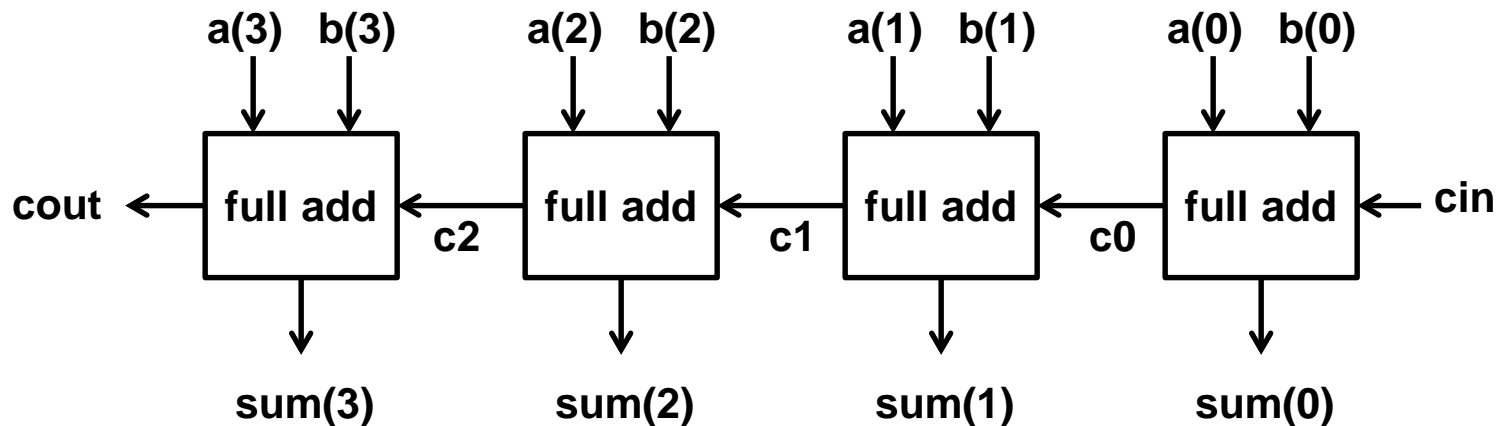 a(3) b(3) a(2) b(2) a(1) b(1) a(0) b(0)
cout full add full add full add full add cin
c2 c1 c0
sum(3) sum(2) sum(1) sum(0)